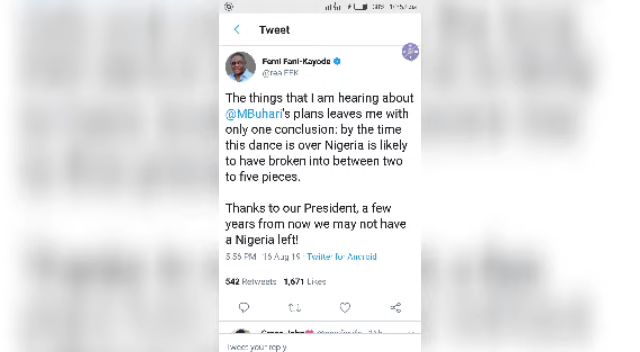 Tweet
Femi Fani-Kayode
@realFFK
The things that I am hearing about
@MBuhari's plans leaves me with
only one conclusion: by the time
this dance is over Nigeria is likely
to have broken into between two
to five pieces.
Thanks to our President, a few
years from now we may not have
a Nigeria left!
5:56 PM · 16 Aug 19 · Twitter for Android
542 Retweets 1,671 Likes
Tweet your reply